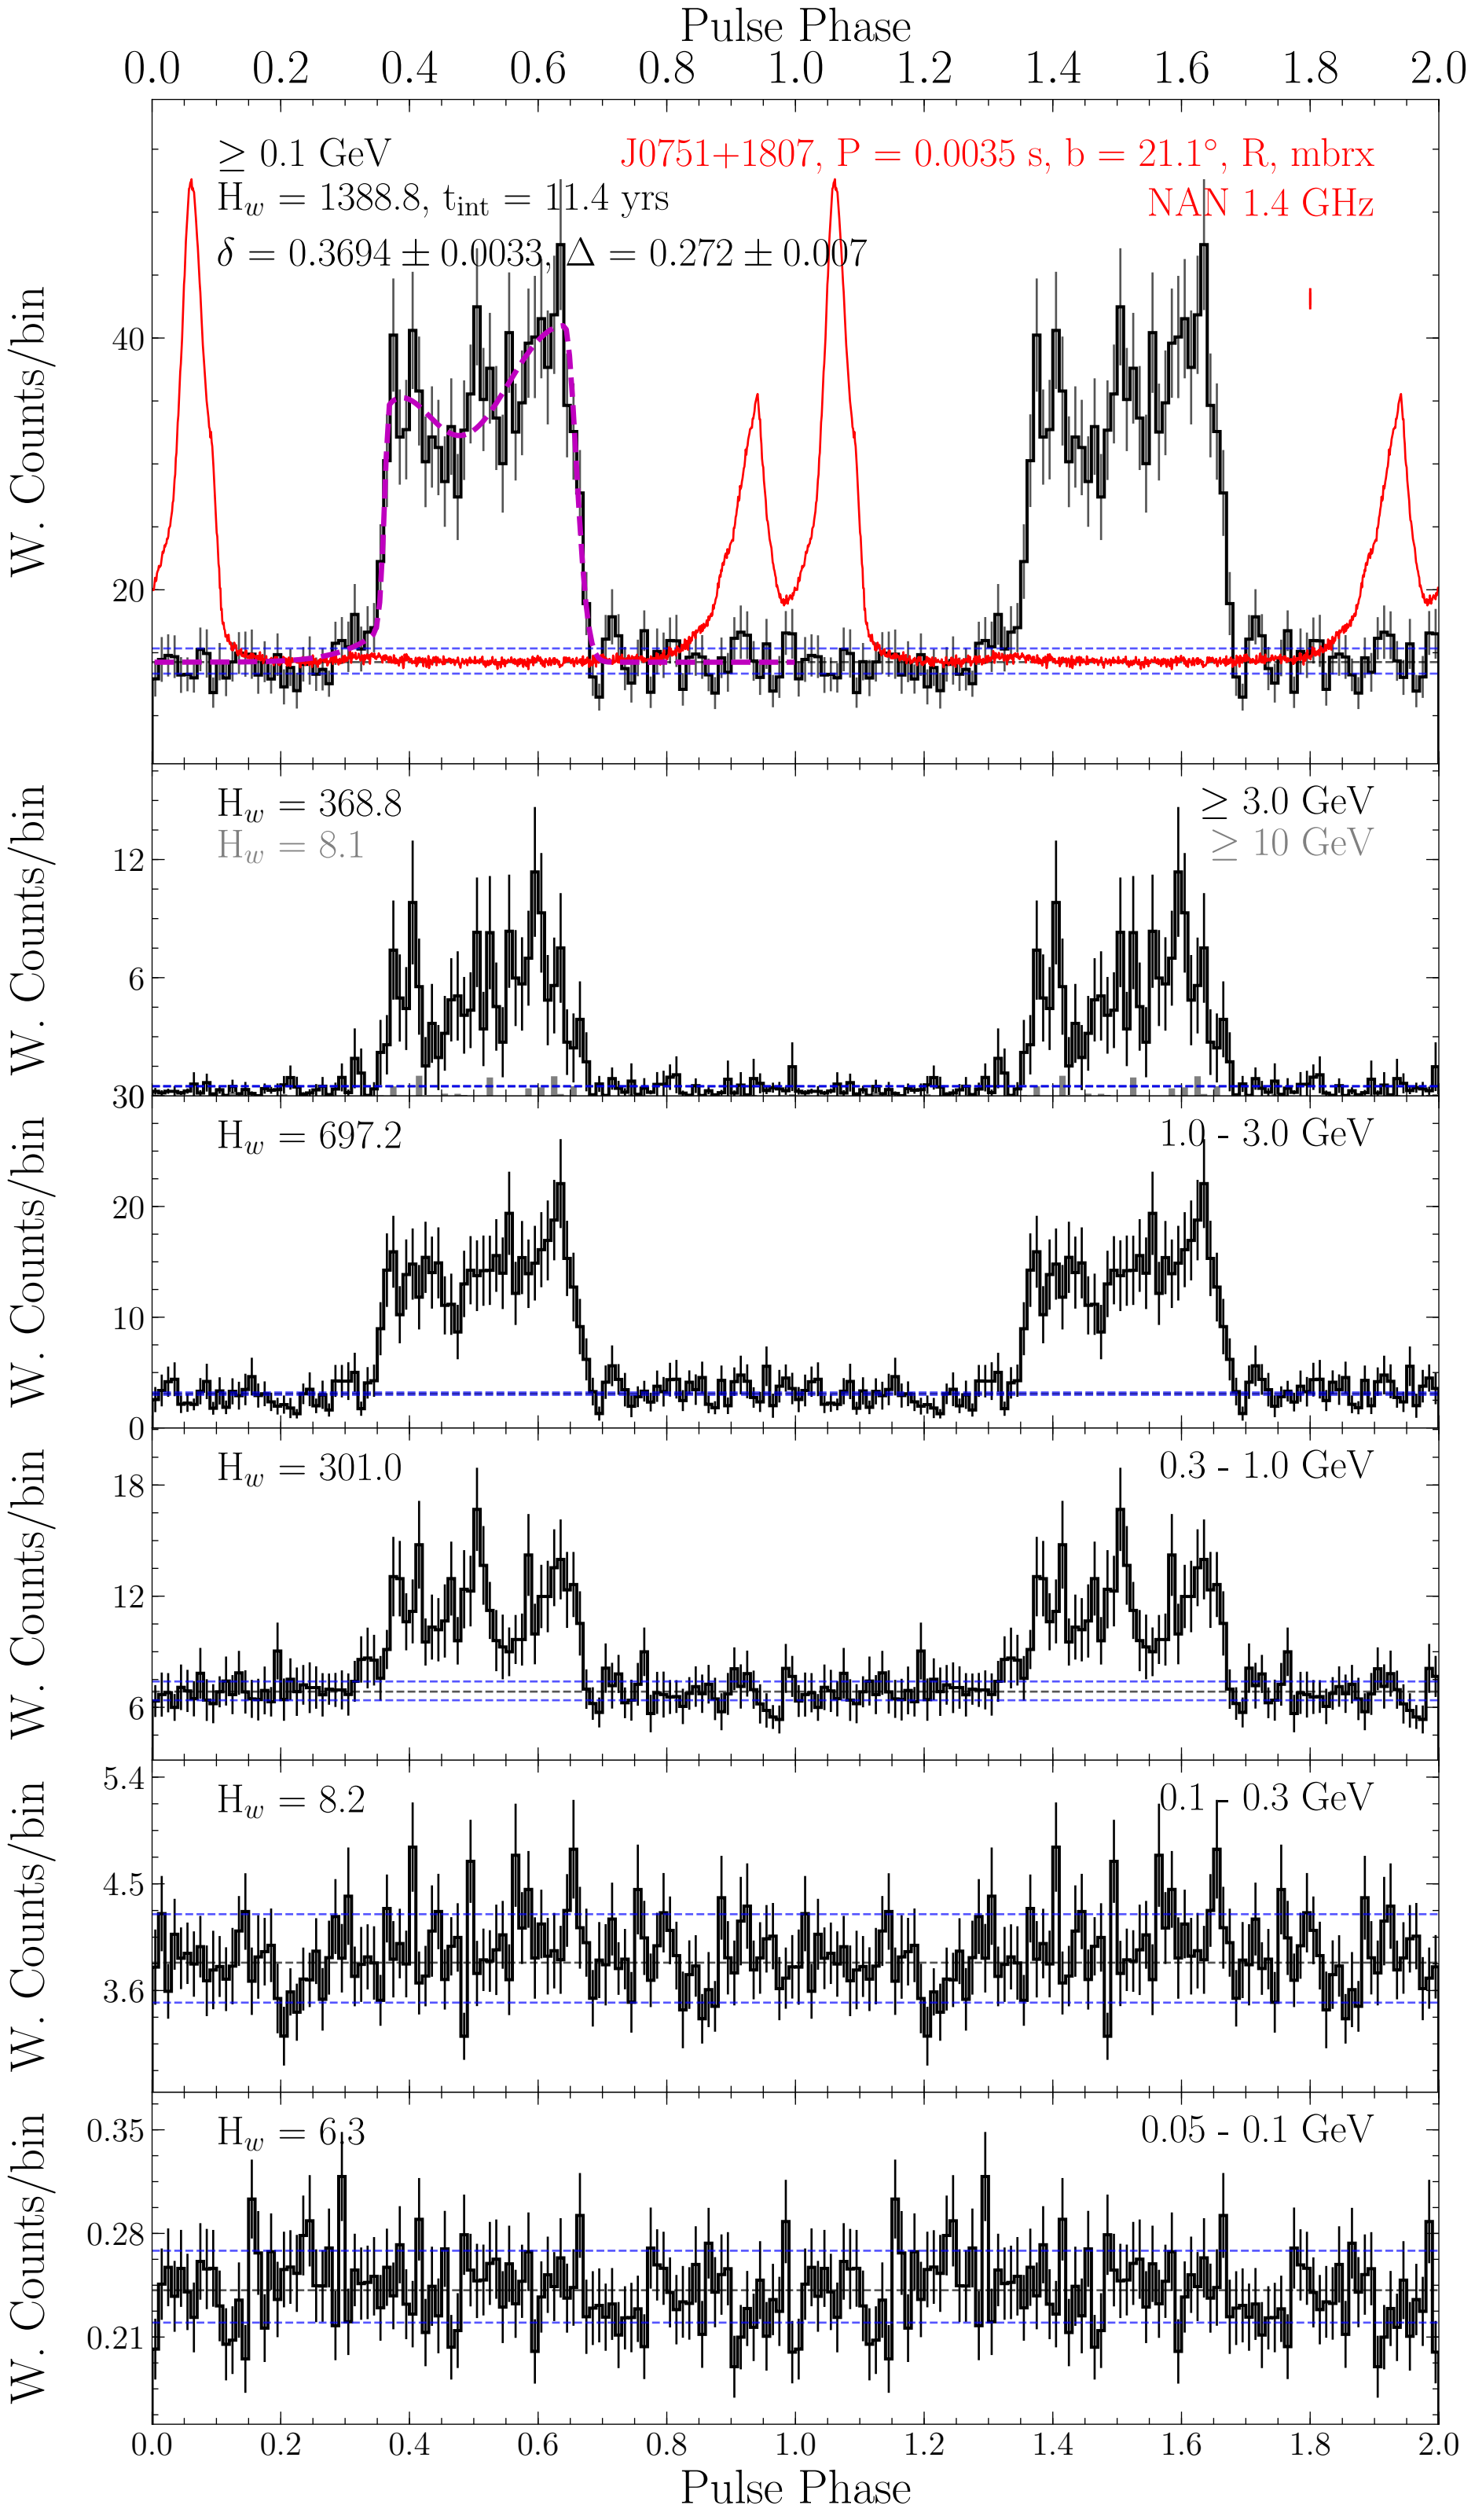 Pulse Phase
0.0 0.2 0.4 0.6 0.8 1.0 1.2 1.4 1.6 1.8 2.0
≥ 0.1 GeV
J0751+1807, P = 0.0035 s, b = 21.1°, R, mbrx
H_w = 1388.8, t_int = 11.4 yrs
NAN 1.4 GHz
δ = 0.3694 ± 0.0033, Δ = 0.272 ± 0.007
W. Counts/bin
40
20
H_w = 368.8
≥ 3.0 GeV
H_w = 8.1
≥ 10 GeV
W. Counts/bin
12
6
30
H_w = 697.2
1.0 - 3.0 GeV
W. Counts/bin
20
10
0
H_w = 301.0
0.3 - 1.0 GeV
W. Counts/bin
18
12
6
H_w = 8.2
0.1 - 0.3 GeV
W. Counts/bin
5.4
4.5
3.6
H_w = 6.3
0.05 - 0.1 GeV
W. Counts/bin
0.35
0.28
0.21
0.0 0.2 0.4 0.6 0.8 1.0 1.2 1.4 1.6 1.8 2.0
Pulse Phase